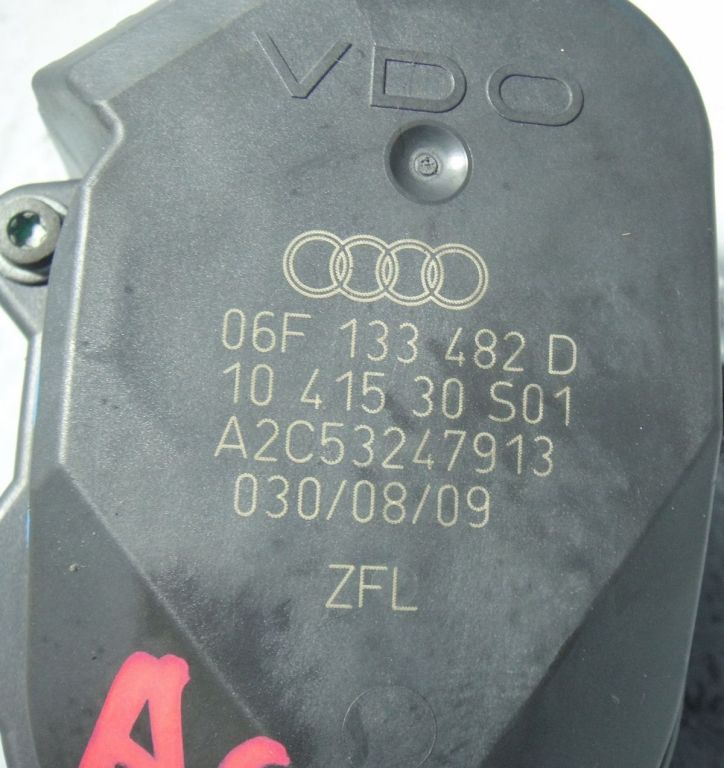 VDO
06F 133 482 D
10 415 30 S01
A2C53247913
030/08/09
ZFL